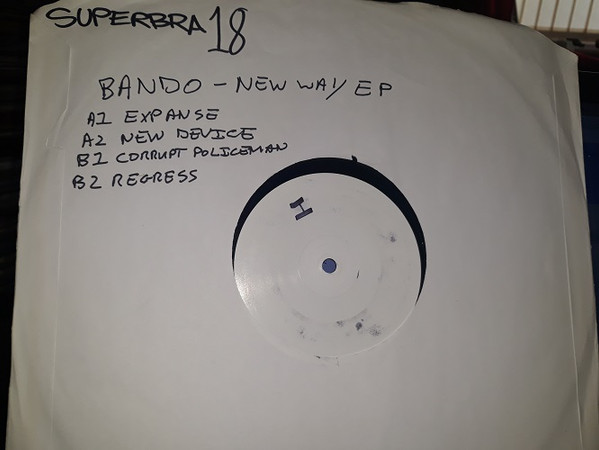 SUPERBRA 18
BANDO - NEW WAY EP
A1 EXPANSE
A2 NEW DEVICE
B1 CORRUPT POLICEMAN
B2 REGRESS
I